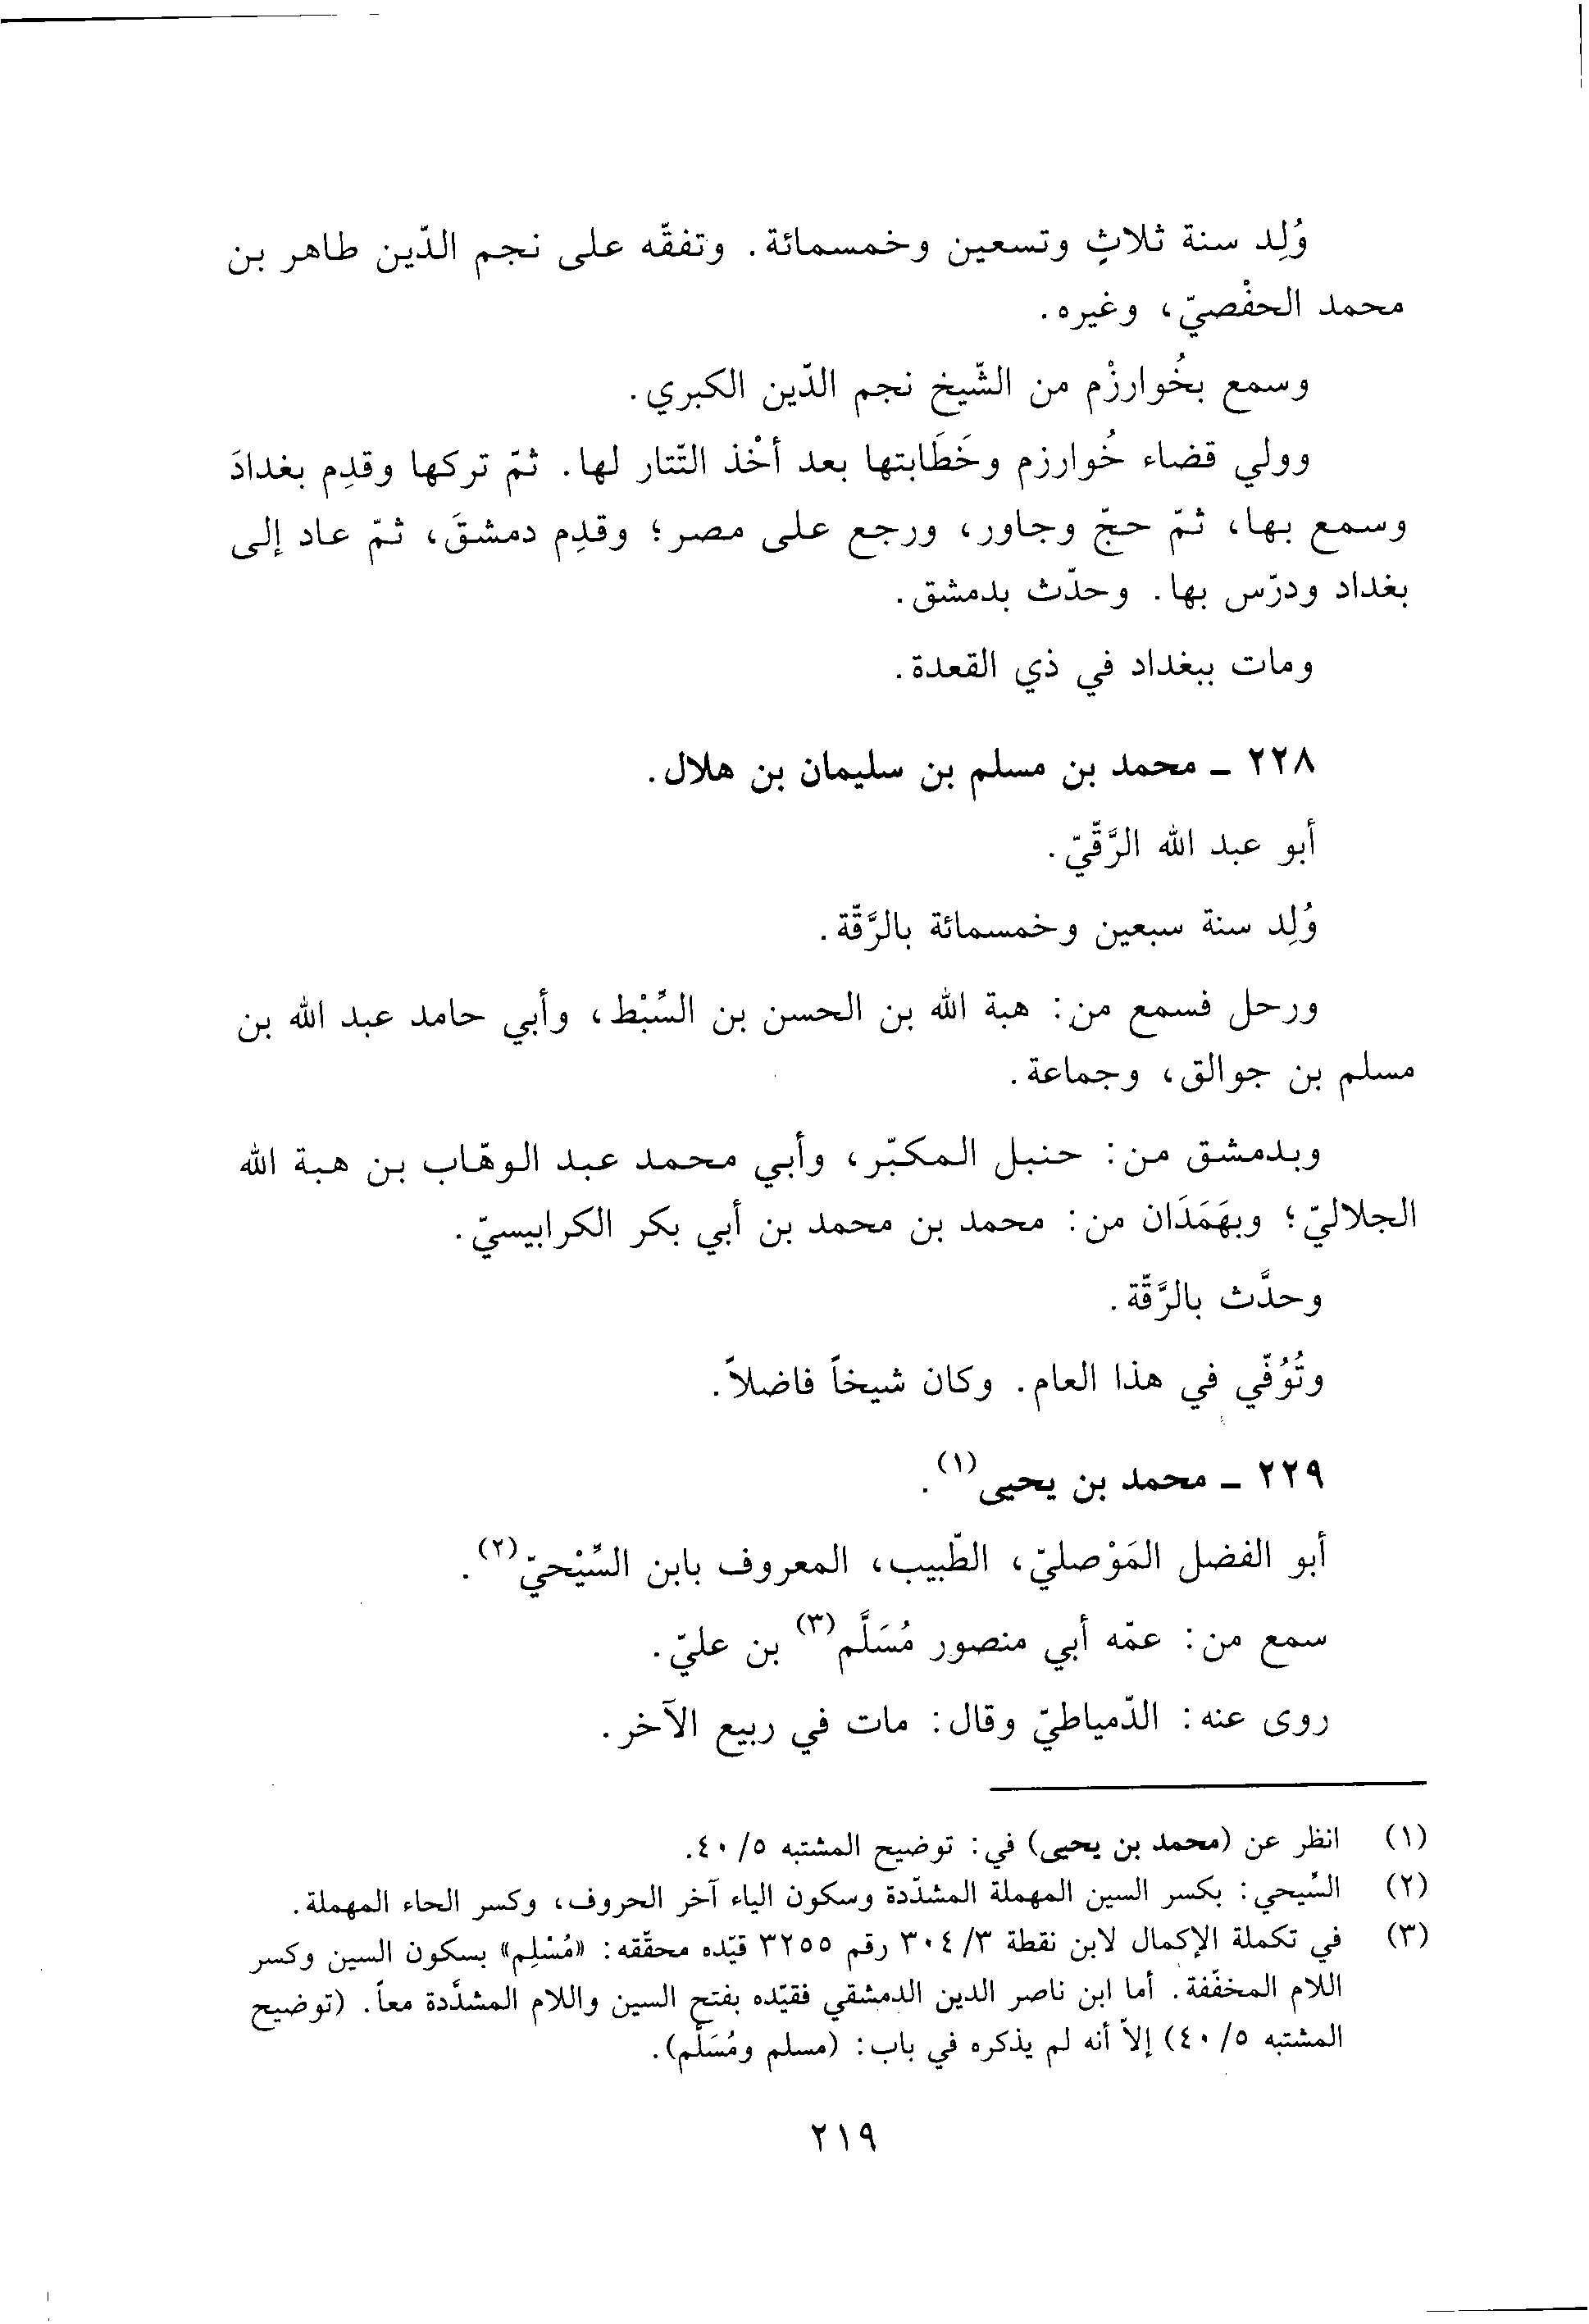 وُلِد سنة ثلاثٍ وتسعين وخمسمائة. وتفقّه على نجم الدّين طاهر بن
محمد الحفْصيّ، وغيره.
وسمع بخُوارزْم من الشّيخ نجم الدّين الكبري.
وولي قضاء خُوارزم وخَطَابتها بعد أخْذ التّتار لها. ثمّ تركها وقدِم بغدادَ
وسمع بها، ثمّ حجّ وجاور، ورجع على مصر؛ وقدِم دمشقَ، ثمّ عاد إلى
بغداد ودرّس بها. وحدّث بدمشق.
ومات ببغداد في ذي القعدة.
٢٢٨ ـ محمد بن مسلم بن سليمان بن هلال.
أبو عبد الله الرَّقّيّ.
وُلِد سنة سبعين وخمسمائة بالرَّقّة.
ورحل فسمع من: هبة الله بن الحسن بن السِّبْط، وأبي حامد عبد الله بن
مسلم بن جوالق، وجماعة.
وبدمشق من: حنبل المكبّر، وأبي محمد عبد الوهّاب بن هبة الله
الجلاليّ؛ وبهَمَذَان من: محمد بن محمد بن أبي بكر الكرابيسيّ.
وحدَّث بالرَّقّة.
وتُوُفّي في هذا العام. وكان شيخاً فاضلاً.
٢٢٩ ـ محمد بن يحيى(١).
أبو الفضل المَوْصليّ، الطّبيب، المعروف بابن السِّيْحيّ(٢).
سمع من: عمّه أبي منصور مُسَلَّم(٣) بن عليّ.
روى عنه: الدّمياطيّ وقال: مات في ربيع الآخر.
(١) انظر عن (محمد بن يحيى) في: توضيح المشتبه ٥/ ٤٠.
(٢) السِّيحي: بكسر السين المهملة المشدّدة وسكون الياء آخر الحروف، وكسر الحاء المهملة.
(٣) في تكملة الإكمال لابن نقطة ٣/ ٣٠٤ رقم ٣٢٥٥ قيّده محقّقه: «مُسْلِم» بسكون السين وكسر
اللام المخفّفة. أما ابن ناصر الدين الدمشقي فقيّده بفتح السين واللام المشدَّدة معاً. (توضيح
المشتبه ٥/ ٤٠) إلاّ أنه لم يذكره في باب: (مسلم ومُسَلَّم).
٢١٩